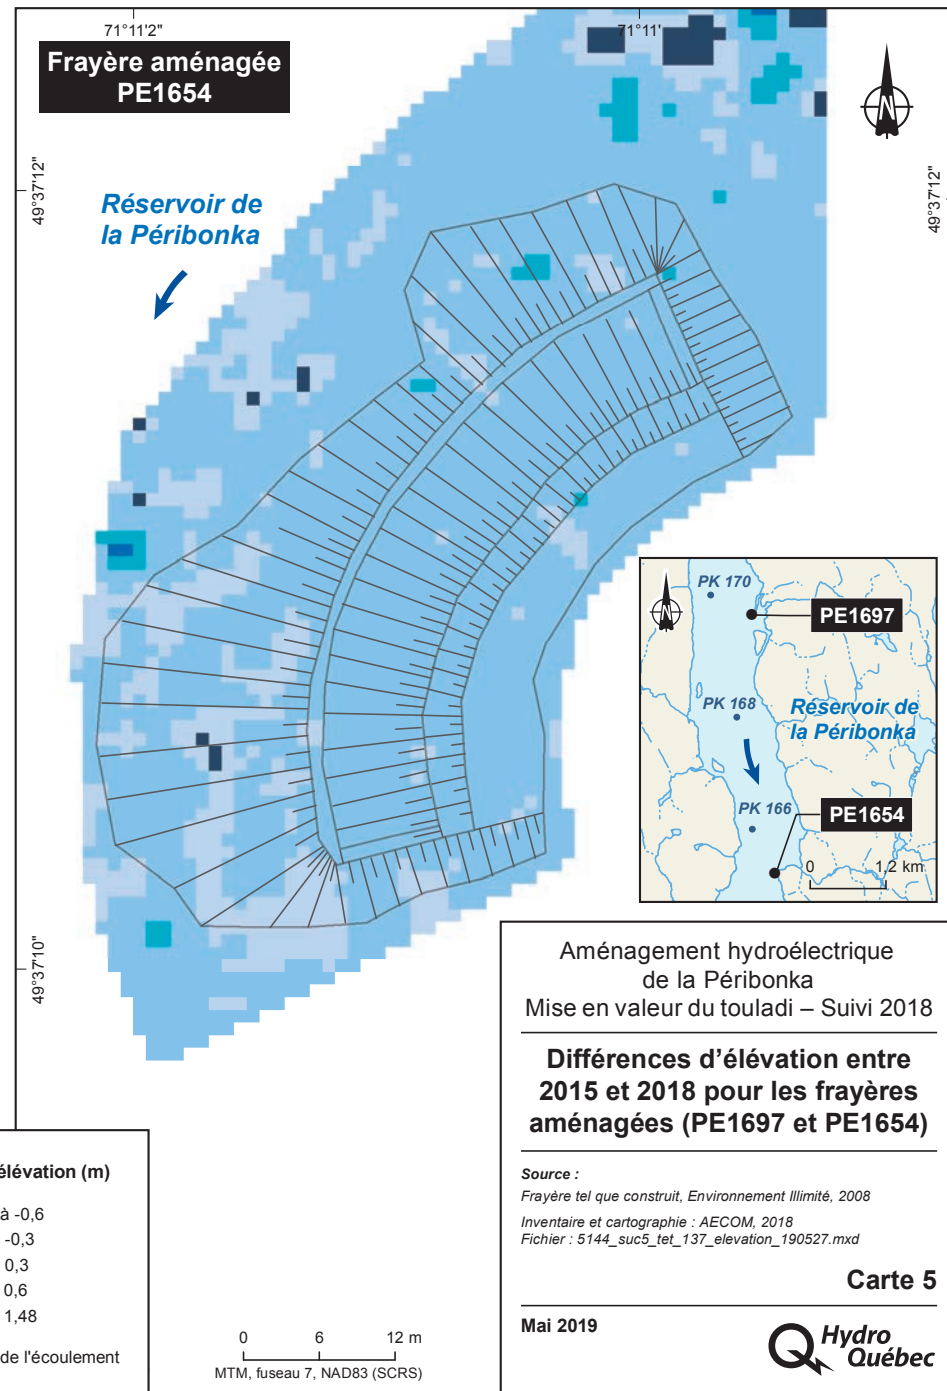 71°11'2"
71°11'
Frayère aménagée
PE1654
N
49°37'12"
49°37'12"
Réservoir de
la Péribonka
PK 170
PE1697
PK 168
Réservoir de
la Péribonka
PK 166
PE1654
0 1,2 km
49°37'10"
Aménagement hydroélectrique
de la Péribonka
Mise en valeur du touladi – Suivi 2018
Différences d'élévation entre
2015 et 2018 pour les frayères
aménagées (PE1697 et PE1654)
Source :
Frayère tel que construit, Environnement Illimité, 2008
Inventaire et cartographie : AECOM, 2018
Fichier : 5144_suc5_tet_137_elevation_190527.mxd
Carte 5
Mai 2019
Hydro
Québec
élévation (m)
à -0,6
-0,3
0,3
0,6
1,48
de l'écoulement
0 6 12 m
MTM, fuseau 7, NAD83 (SCRS)